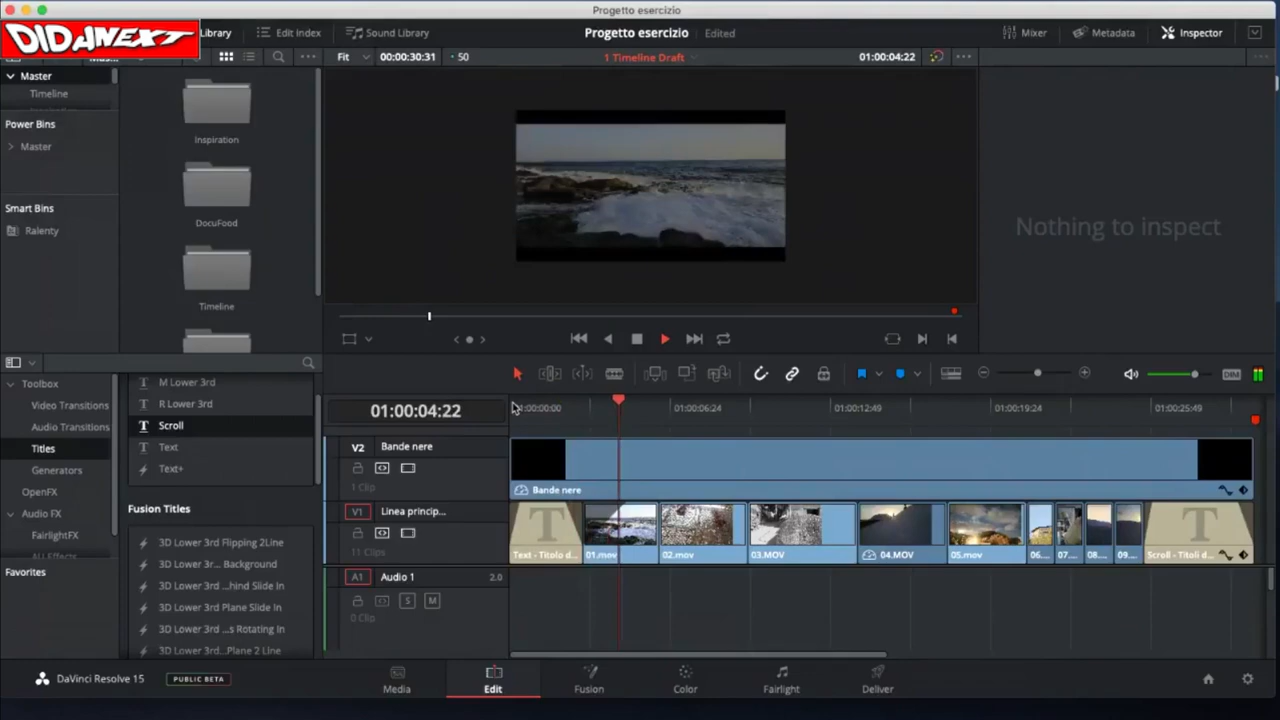 Progetto esercizio
DIDANEXT
Library
Edit Index
Sound Library
Progetto esercizio
Edited
Mixer
Metadata
Inspector
Fit
00:00:30:31
50
1 Timeline Draft
01:00:04:22
Master
Timeline
Power Bins
Master
Smart Bins
Ralenty
Inspiration
DocuFood
Timeline
Nothing to inspect
Toolbox
Video Transitions
Audio Transitions
Titles
Generators
OpenFX
Audio FX
FairlightFX
ALL Effects
Favorites
M Lower 3rd
R Lower 3rd
Scroll
Text
Text+
Fusion Titles
3D Lower 3rd Flipping 2Line
3D Lower 3r... Background
3D Lower 3rd ...hind Slide In
3D Lower 3rd Plane Slide In
3D Lower 3rd ...s Rotating In
3D Lower 3rd...Plane 2 Line
DIM
01:00:04:22
:00:00:00
01:00:06:24
01:00:12:49
01:00:19:24
01:00:25:49
V2
Bande nere
1 Clip
Bande nere
V1
Linea princip...
11 Clips
Text - Titolo d...
01.mov
02.mov
03.MOV
04.MOV
05.mov
06...
07...
08...
09...
Scroll - Titoli d...
A1
Audio 1
2.0
S
M
0 Clip
DaVinci Resolve 15
PUBLIC BETA
Media
Edit
Fusion
Color
Fairlight
Deliver